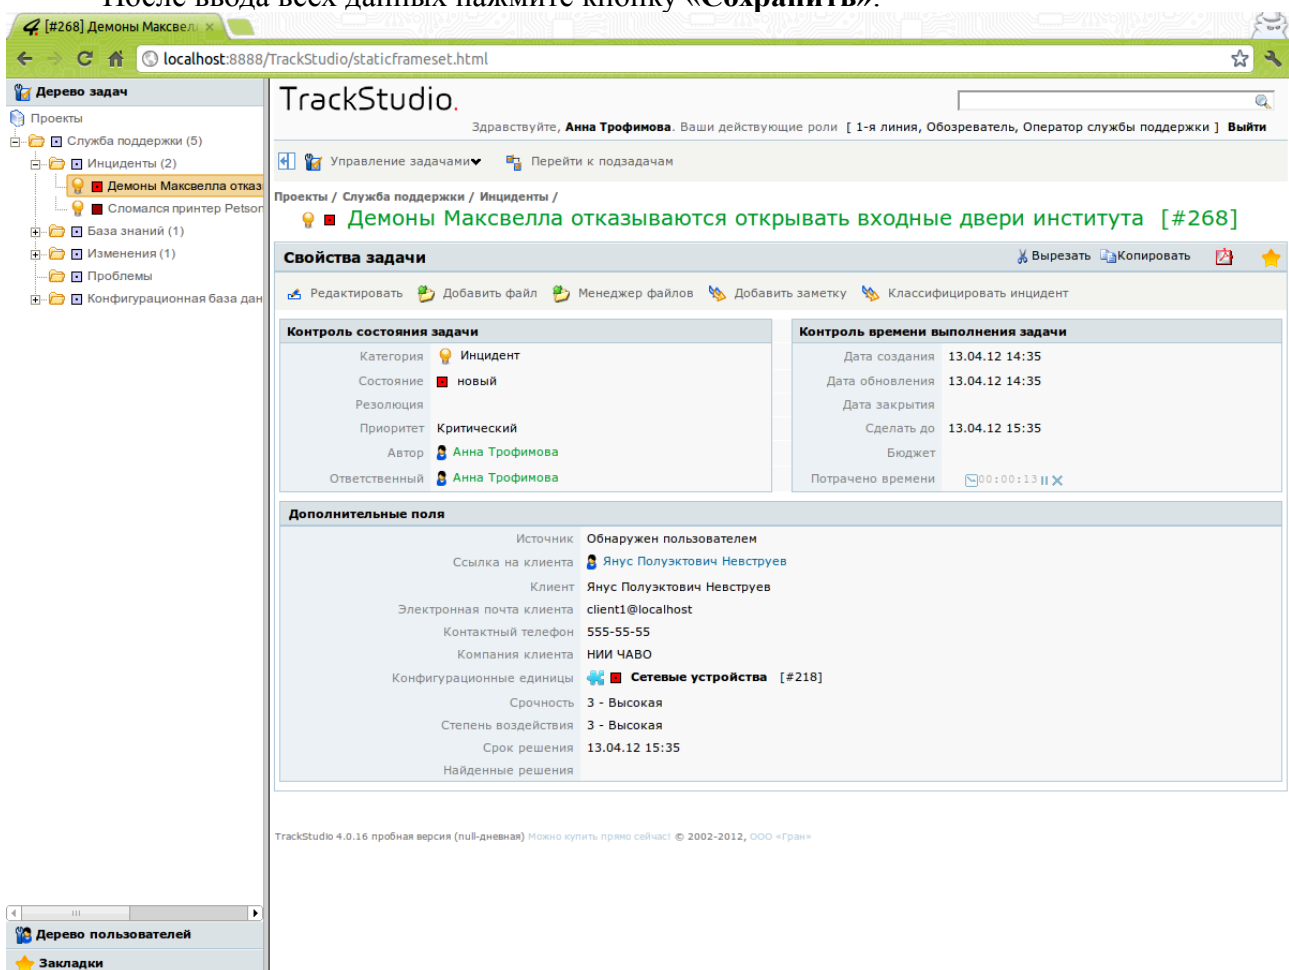 После ввода всех данных нажмите кнопку «Сохранить».
[#268] Демоны Максвел
localhost:8888/TrackStudio/staticframeset.html
Дерево задач
Проекты
Служба поддержки (5)
Инциденты (2)
Демоны Максвелла отказ
Сломался принтер Petson
База знаний (1)
Изменения (1)
Проблемы
Конфигурационная база дан
Дерево пользователей
Закладки
TrackStudio.
Здравствуйте, Анна Трофимова. Ваши действующие роли [ 1-я линия, Обозреватель, Оператор службы поддержки ] Выйти
Управление задачами Перейти к подзадачам
Проекты / Служба поддержки / Инциденты /
Демоны Максвелла отказываются открывать входные двери института [#268]
Свойства задачи Вырезать Копировать
Редактировать Добавить файл Менеджер файлов Добавить заметку Классифицировать инцидент
Контроль состояния задачи
Категория Инцидент
Состояние новый
Резолюция
Приоритет Критический
Автор Анна Трофимова
Ответственный Анна Трофимова
Контроль времени выполнения задачи
Дата создания 13.04.12 14:35
Дата обновления 13.04.12 14:35
Дата закрытия
Сделать до 13.04.12 15:35
Бюджет
Потрачено времени 00:00:13
Дополнительные поля
Источник Обнаружен пользователем
Ссылка на клиента Янус Полуэктович Невструев
Клиент Янус Полуэктович Невструев
Электронная почта клиента client1@localhost
Контактный телефон 555-55-55
Компания клиента НИИ ЧАВО
Конфигурационные единицы Сетевые устройства [#218]
Срочность 3 - Высокая
Степень воздействия 3 - Высокая
Срок решения 13.04.12 15:35
Найденные решения
TrackStudio 4.0.16 пробная версия (null-дневная) Можно купить прямо сейчас! © 2002-2012, ООО «Гран»